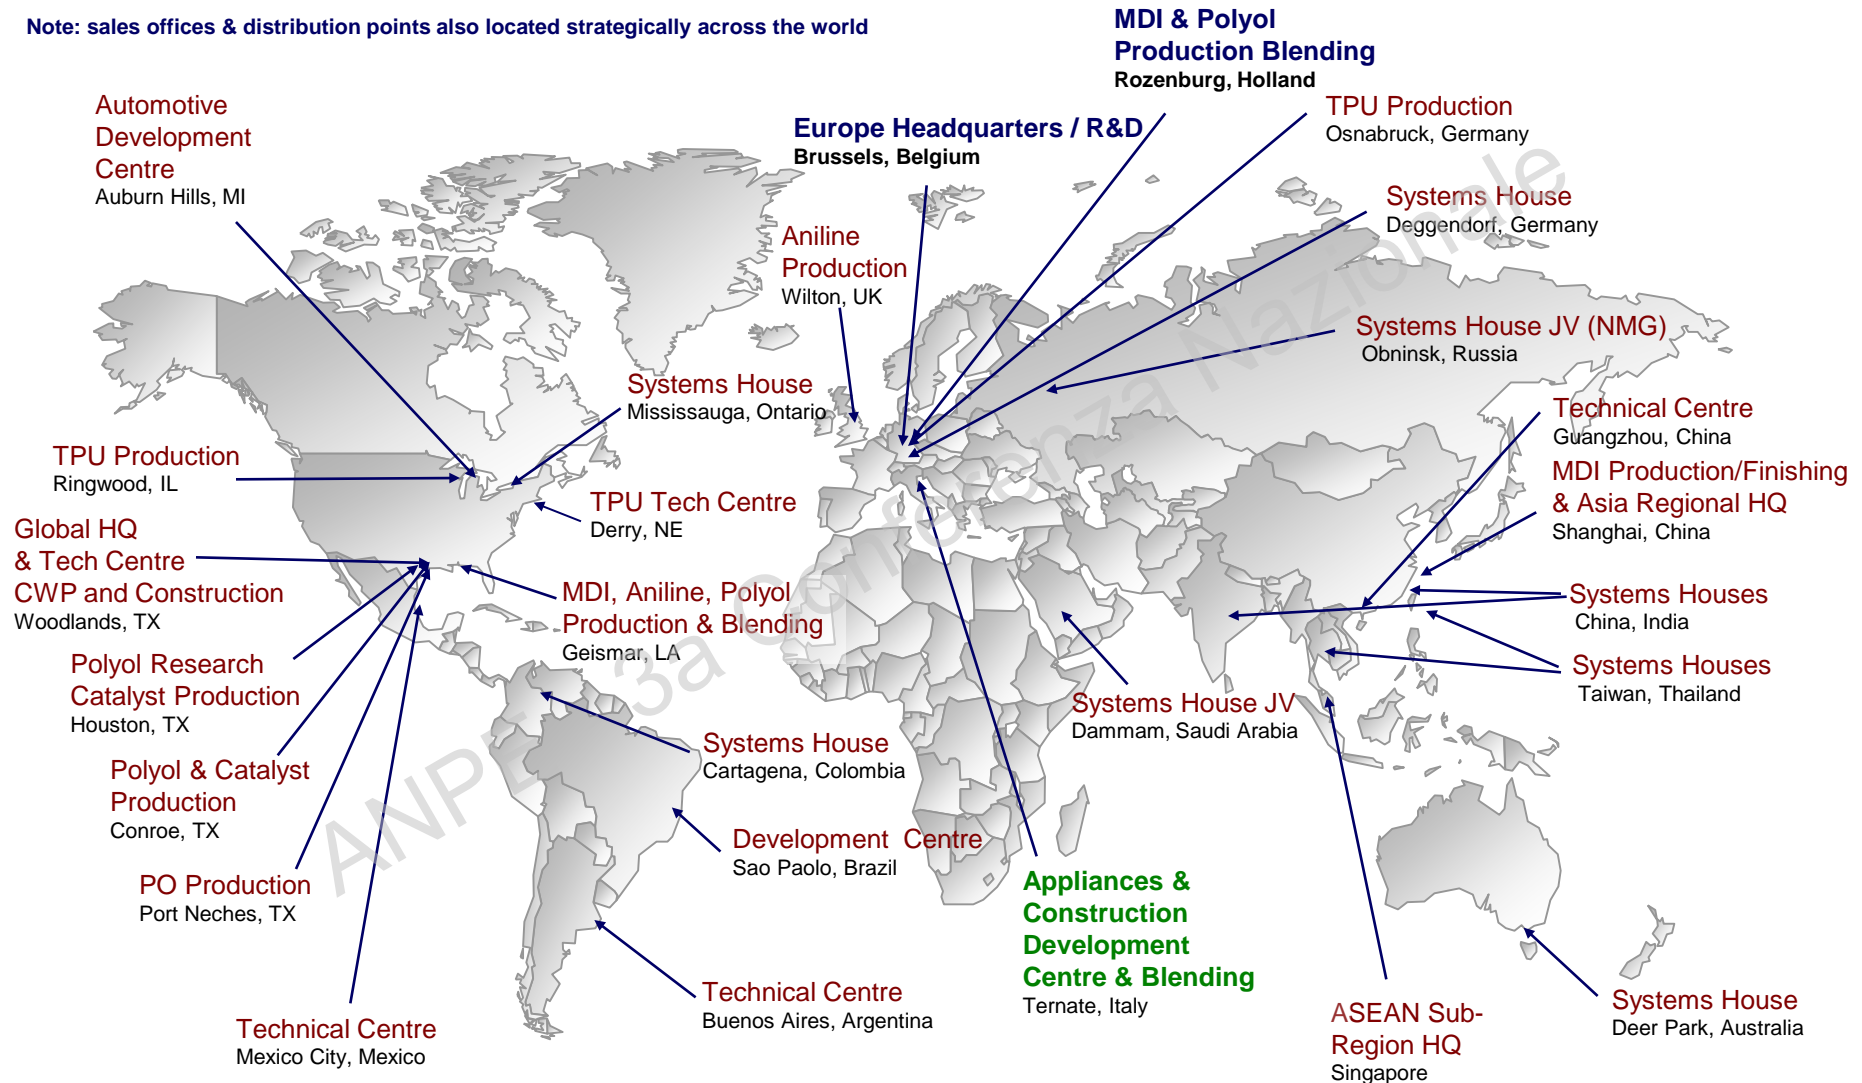 Note: sales offices & distribution points also located strategically across the world
MDI & Polyol
Production Blending
Rozenburg, Holland
Automotive
Development
Centre
Auburn Hills, MI
Europe Headquarters / R&D
Brussels, Belgium
TPU Production
Osnabruck, Germany
Systems House
Deggendorf, Germany
Aniline
Production
Wilton, UK
Systems House JV (NMG)
Obninsk, Russia
Systems House
Mississauga, Ontario
Technical Centre
Guangzhou, China
TPU Production
Ringwood, IL
MDI Production/Finishing
& Asia Regional HQ
Shanghai, China
TPU Tech Centre
Derry, NE
Global HQ
& Tech Centre
CWP and Construction
Woodlands, TX
MDI, Aniline, Polyol
Production & Blending
Geismar, LA
Systems Houses
China, India
Polyol Research
Catalyst Production
Houston, TX
Systems Houses
Taiwan, Thailand
Systems House JV
Dammam, Saudi Arabia
Systems House
Cartagena, Colombia
Polyol & Catalyst
Production
Conroe, TX
Development Centre
Sao Paolo, Brazil
PO Production
Port Neches, TX
Appliances &
Construction
Development
Centre & Blending
Ternate, Italy
Technical Centre
Buenos Aires, Argentina
Technical Centre
Mexico City, Mexico
ASEAN Sub-
Region HQ
Singapore
Systems House
Deer Park, Australia
ANPE 3a Conferenza Nazionale